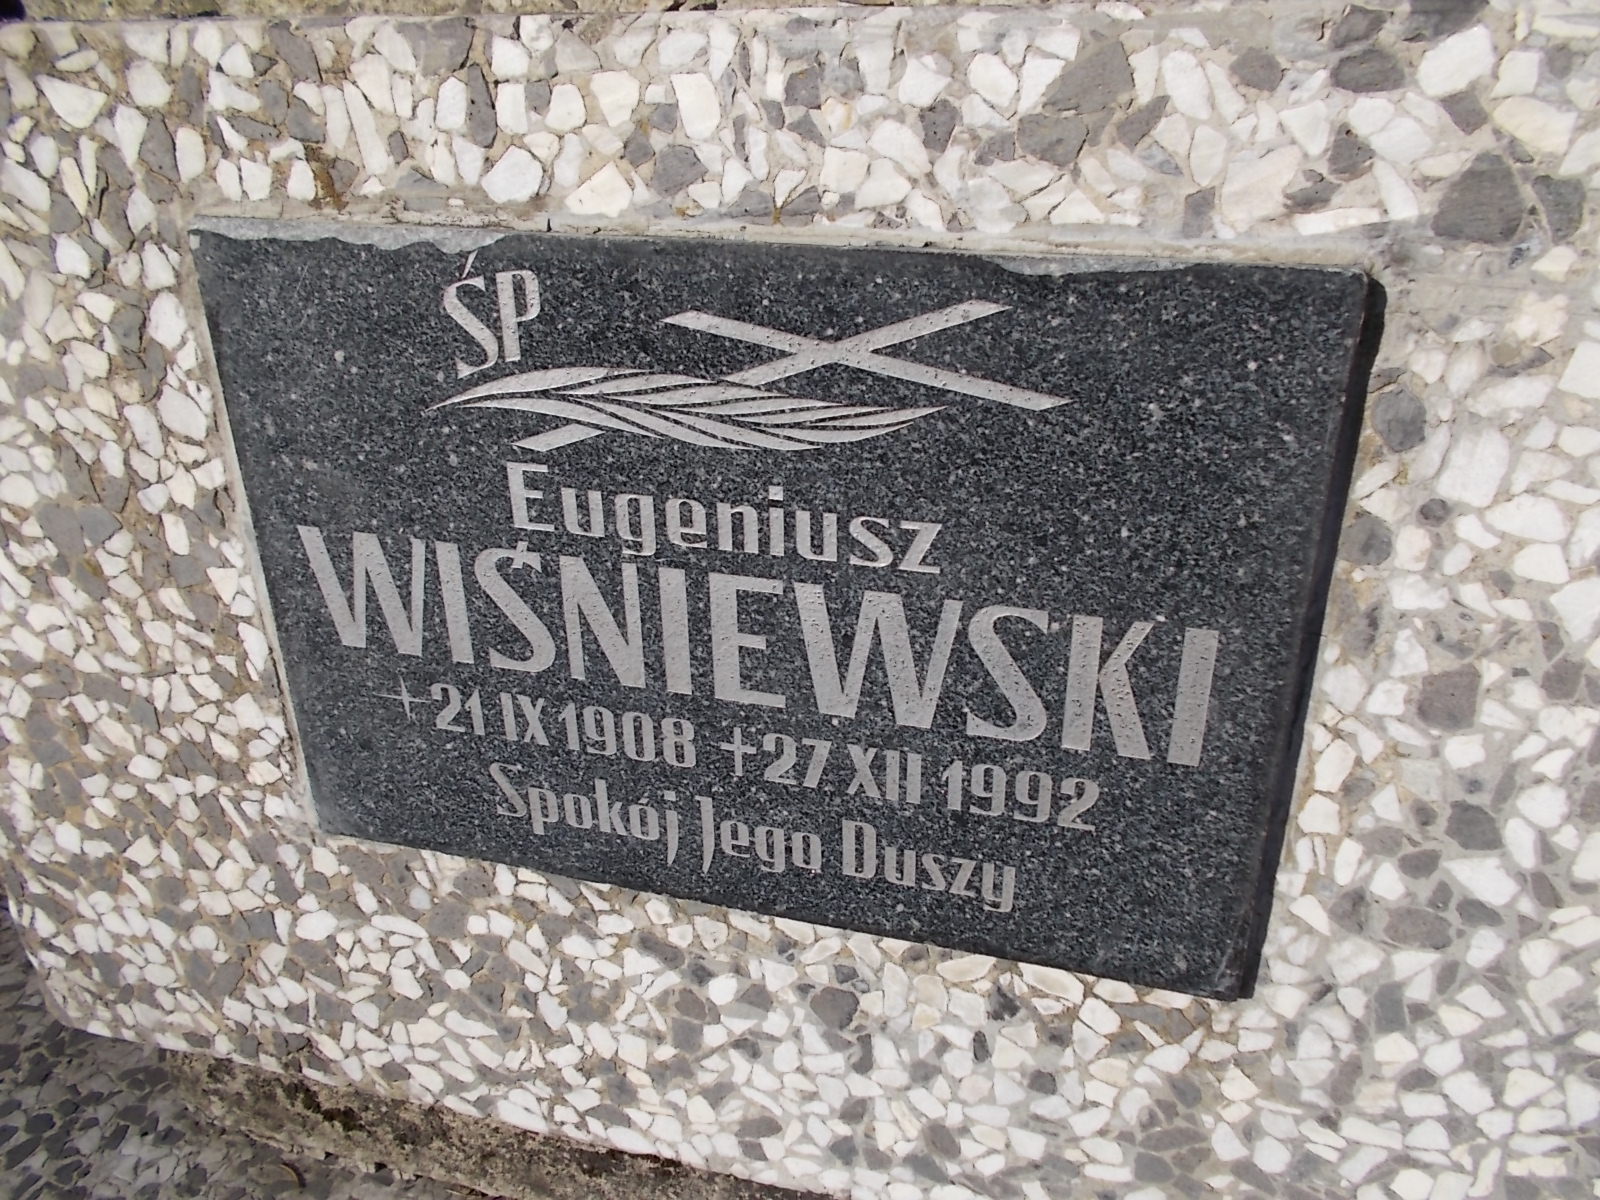 ŚP
Eugeniusz
WIŚNIEWSKI
+21 IX 1908 +27 XII 1992
Spokój Jego Duszy